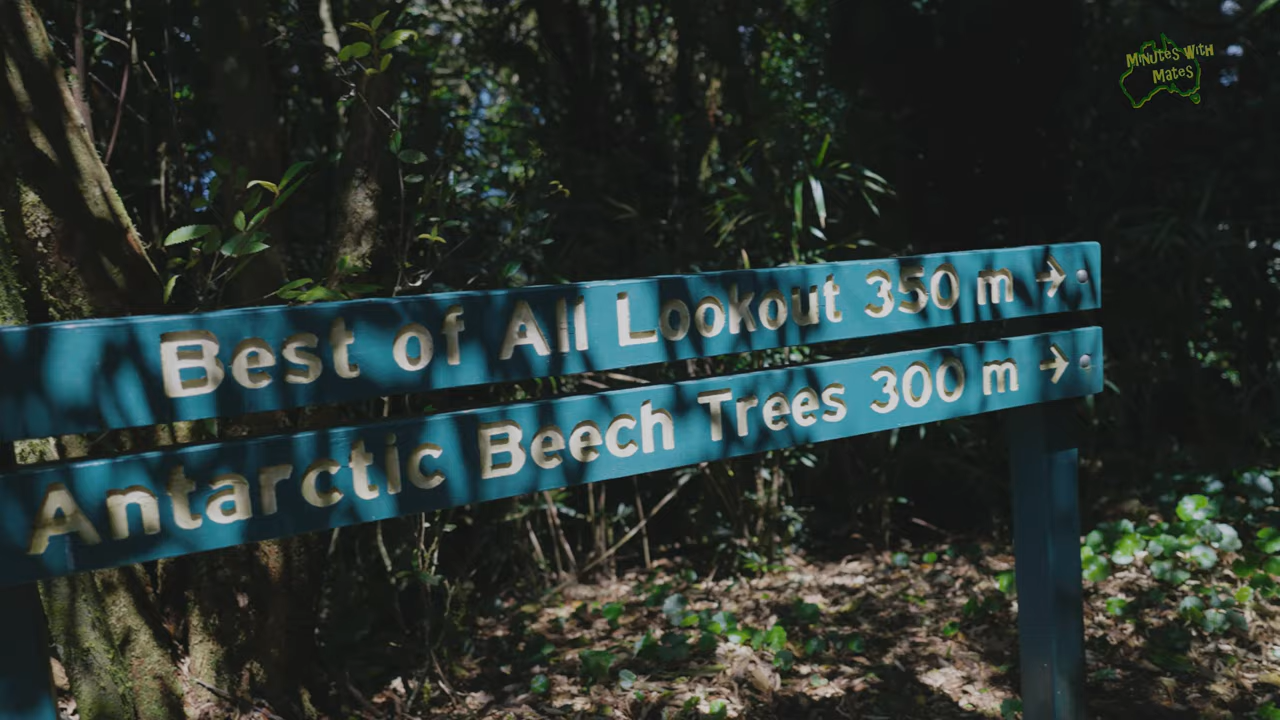 Minutes With
Mates
Best of All Lookout 350 m →
Antarctic Beech Trees 300 m →